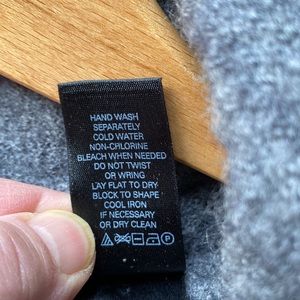 HAND WASH
SEPARATELY
COLD WATER
NON-CHLORINE
BLEACH WHEN NEEDED
DO NOT TWIST
OR WRING
LAY FLAT TO DRY
BLOCK TO SHAPE
COOL IRON
IF NECESSARY
OR DRY CLEAN
P